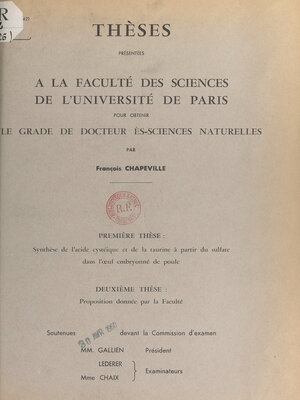 THÈSES
PRÉSENTÉES
A LA FACULTÉ DES SCIENCES
DE L'UNIVERSITÉ DE PARIS
POUR OBTENIR
LE GRADE DE DOCTEUR ÈS-SCIENCES NATURELLES
PAR
François CHAPEVILLE
PREMIÈRE THÈSE :
Synthèse de l'acide cystéique et de la taurine à partir du sulfate
dans l'œuf embryonné de poule
DEUXIÈME THÈSE :
Proposition donnée par la Faculté
Soutenues devant la Commission d'examen
MM. GALLIEN Président
LEDERER
Mme CHAIX
Examinateurs